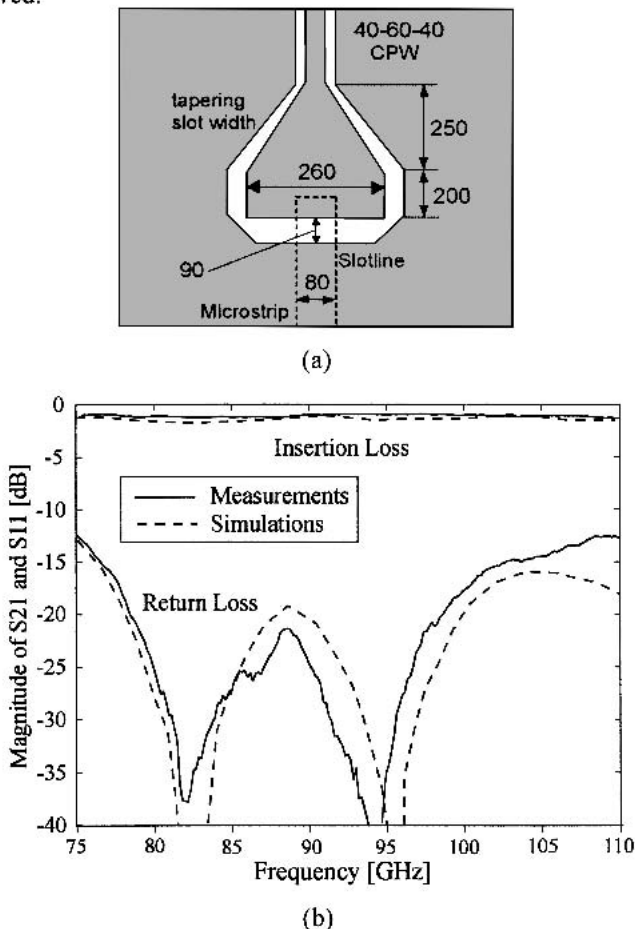 40-60-40
CPW
tapering
slot width
250
260
200
90
Slotline
80
Microstrip
(a)
0
-5
-10
-15
-20
-25
-30
-35
-40
Magnitude of S21 and S11 [dB]
Insertion Loss
Measurements
Simulations
Return Loss
75
80
85
90
95
100
105
110
Frequency [GHz]
(b)